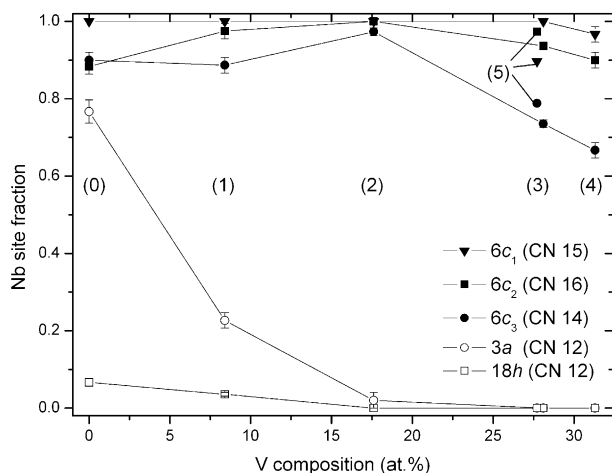 1.0
0.8
0.6
0.4
0.2
0.0
Nb site fraction
(0)
(1)
(2)
(3)
(4)
(5)
6c₁ (CN 15)
6c₂ (CN 16)
6c₃ (CN 14)
3a (CN 12)
18h (CN 12)
0 5 10 15 20 25 30
V composition (at.%)